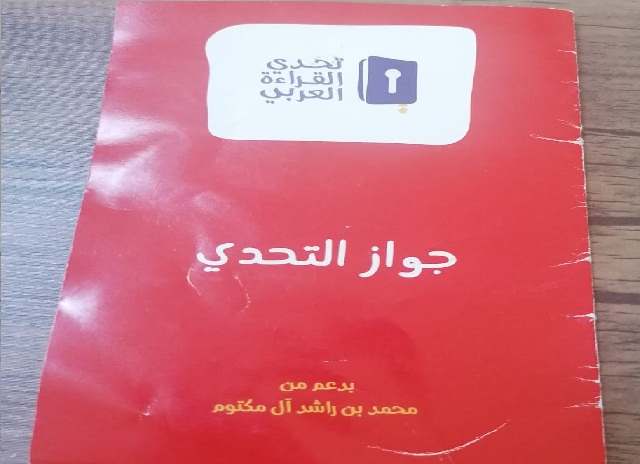 تحدي
القراءة
العربي
جواز التحدي
بدعم من
محمد بن راشد آل مكتوم